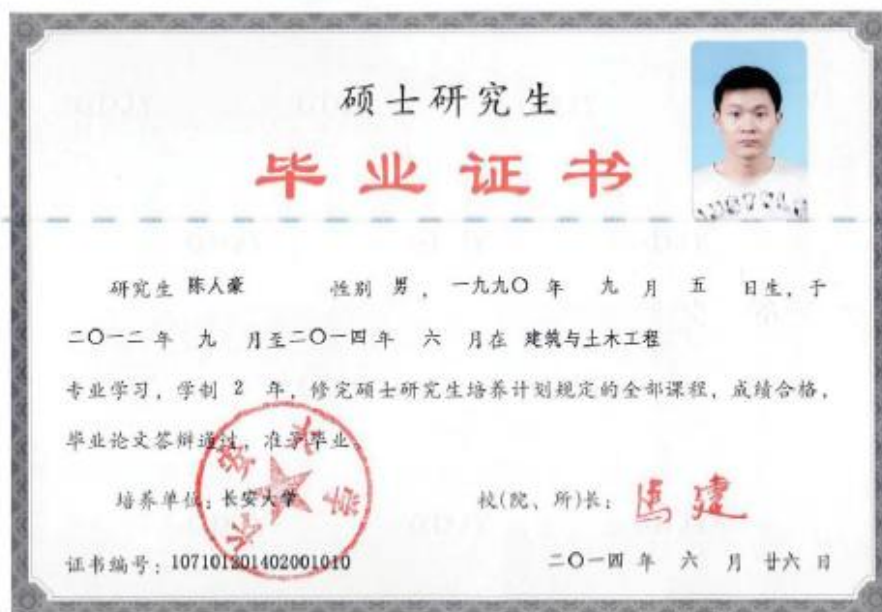 硕士研究生
毕业证书
研究生 陈人豪 性别 男，一九九〇年 九 月 五 日生，于
二〇一二年 九 月至二〇一四年 六 月在 建筑与土木工程
专业学习，学制 2 年，修完硕士研究生培养计划规定的全部课程，成绩合格，
毕业论文答辩通过，准予毕业。
长安大学
培养单位：长安大学 校(院、所)长：马建
证书编号：107101201402001010 二〇一四年 六 月 廿六 日